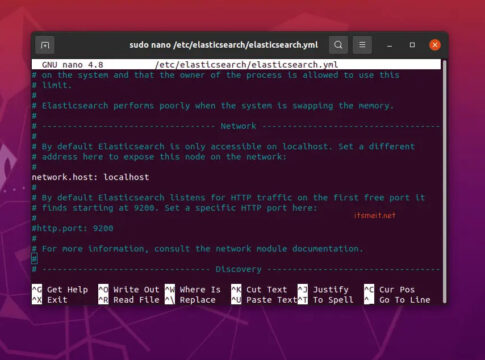 sudo nano /etc/elasticsearch/elasticsearch.yml
GNU nano 4.8 /etc/elasticsearch/elasticsearch.yml
# on the system and that the owner of the process is allowed to use this
# limit.
#
# Elasticsearch performs poorly when the system is swapping the memory.
#
# ---------------------------------- Network -----------------------------------
#
# By default Elasticsearch is only accessible on localhost. Set a different
# address here to expose this node on the network:
#
network.host: localhost
#
# By default Elasticsearch listens for HTTP traffic on the first free port it
# finds starting at 9200. Set a specific HTTP port here:
#
itsmeit.net
#http.port: 9200
#
# For more information, consult the network module documentation.
#
# --------------------------------- Discovery ----------------------------------
^G Get Help ^O Write Out ^W Where Is ^K Cut Text ^J Justify ^C Cur Pos
^X Exit ^R Read File ^\ Replace ^U Paste Text ^T To Spell ^_ Go To Line